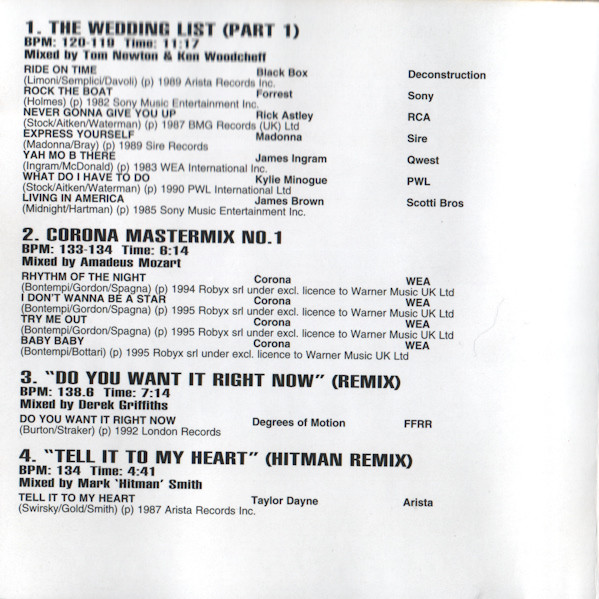 1. THE WEDDING LIST (PART 1)
BPM: 120-119 Time: 11:17
Mixed by Tom Newton & Ken Woodcheff
RIDE ON TIME Black Box Deconstruction
(Limoni/Semplici/Davoli) (p) 1989 Arista Records Inc.
ROCK THE BOAT Forrest Sony
(Holmes) (p) 1982 Sony Music Entertainment Inc.
NEVER GONNA GIVE YOU UP Rick Astley RCA
(Stock/Aitken/Waterman) (p) 1987 BMG Records (UK) Ltd
EXPRESS YOURSELF Madonna Sire
(Madonna/Bray) (p) 1989 Sire Records
YAH MO B THERE James Ingram Qwest
(Ingram/McDonald) (p) 1983 WEA International Inc.
WHAT DO I HAVE TO DO Kylie Minogue PWL
(Stock/Aitken/Waterman) (p) 1990 PWL International Ltd
LIVING IN AMERICA James Brown Scotti Bros
(Midnight/Hartman) (p) 1985 Sony Music Entertainment Inc.
2. CORONA MASTERMIX NO.1
BPM: 133-134 Time: 6:14
Mixed by Amadeus Mozart
RHYTHM OF THE NIGHT Corona WEA
(Bontempi/Gordon/Spagna) (p) 1994 Robyx srl under excl. licence to Warner Music UK Ltd
I DON'T WANNA BE A STAR Corona WEA
(Bontempi/Gordon/Spagna) (p) 1995 Robyx srl under excl. licence to Warner Music UK Ltd
TRY ME OUT Corona WEA
(Bontempi/Gordon/Spagna) (p) 1995 Robyx srl under excl. licence to Warner Music UK Ltd
BABY BABY Corona WEA
(Bontempi/Bottari) (p) 1995 Robyx srl under excl. licence to Warner Music UK Ltd
3. “DO YOU WANT IT RIGHT NOW” (REMIX)
BPM: 138.6 Time: 7:14
Mixed by Derek Griffiths
DO YOU WANT IT RIGHT NOW Degrees of Motion FFRR
(Burton/Straker) (p) 1992 London Records
4. “TELL IT TO MY HEART” (HITMAN REMIX)
BPM: 134 Time: 4:41
Mixed by Mark ‘Hitman’ Smith
TELL IT TO MY HEART Taylor Dayne Arista
(Swirsky/Gold/Smith) (p) 1987 Arista Records Inc.